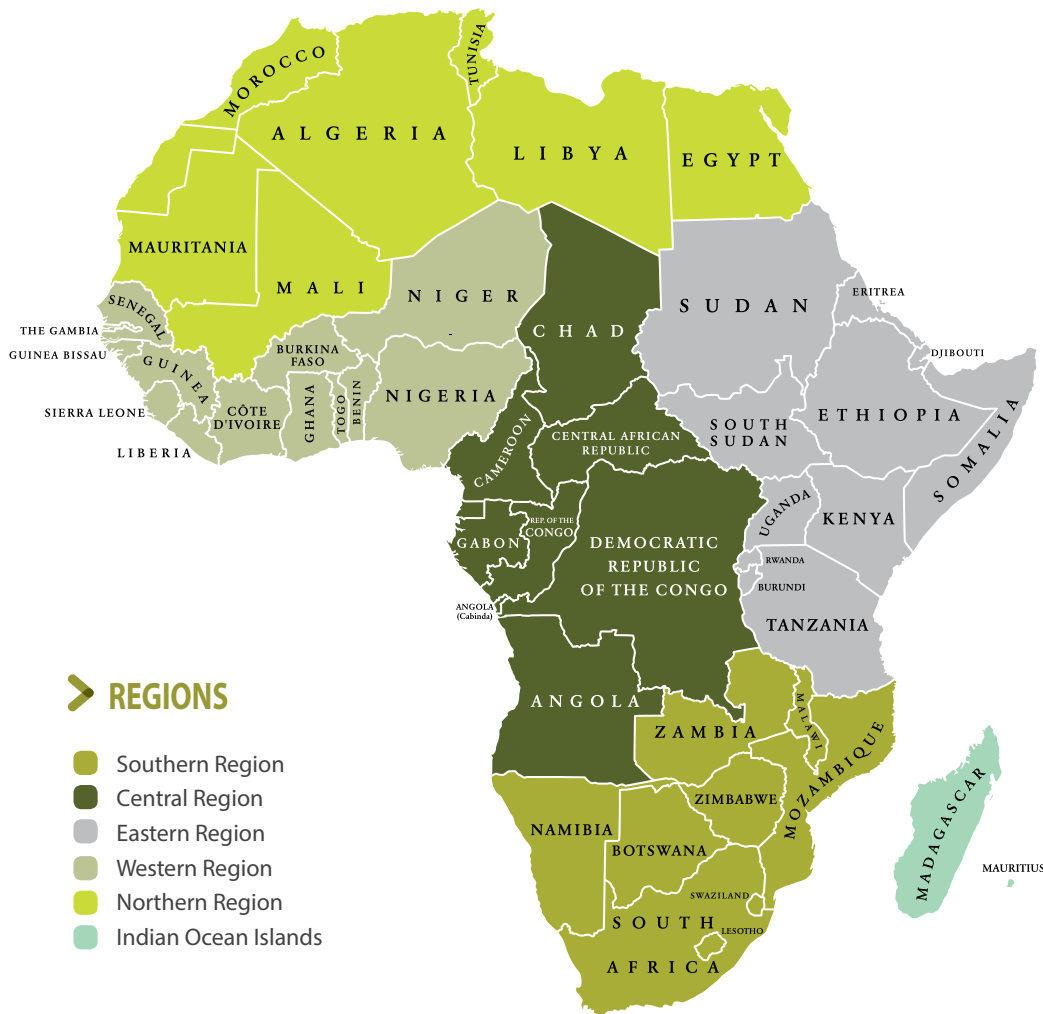 MOROCCO
TUNISIA
ALGERIA
LIBYA
EGYPT
MAURITANIA
MALI
NIGER
CHAD
SUDAN
ERITREA
SENEGAL
THE GAMBIA
GUINEA BISSAU
GUINEA
BURKINA
FASO
DJIBOUTI
SIERRA LEONE
CÔTE
D'IVOIRE
GHANA
TOGO
BENIN
NIGERIA
LIBERIA
CAMEROON
CENTRAL AFRICAN
REPUBLIC
SOUTH
SUDAN
ETHIOPIA
SOMALIA
UGANDA
KENYA
GABON
REP. OF THE
CONGO
DEMOCRATIC
REPUBLIC
OF THE CONGO
RWANDA
BURUNDI
TANZANIA
ANGOLA
(Cabinda)
ANGOLA
ZAMBIA
MALAWI
MOZAMBIQUE
ZIMBABWE
NAMIBIA
BOTSWANA
SWAZILAND
SOUTH
AFRICA
LESOTHO
MADAGASCAR
MAURITIUS
REGIONS
Southern Region
Central Region
Eastern Region
Western Region
Northern Region
Indian Ocean Islands